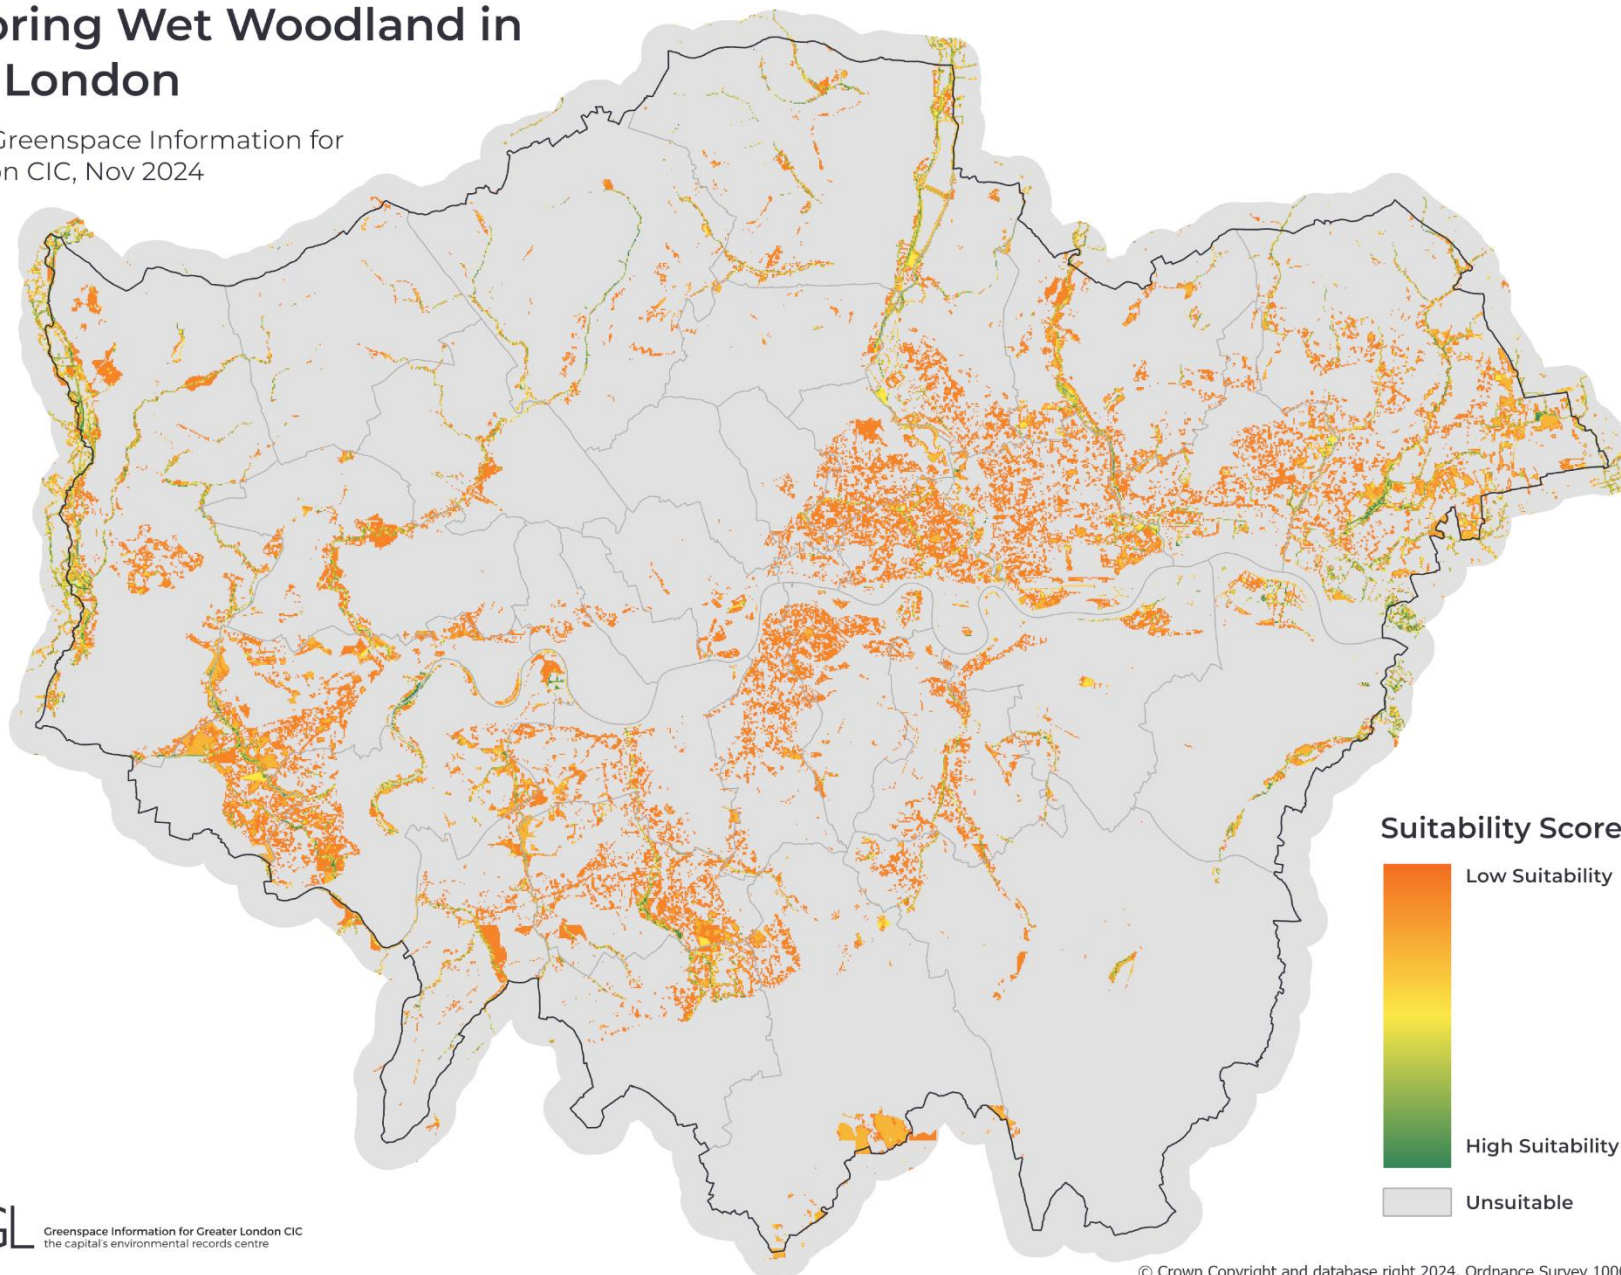 oring Wet Woodland in
London
Greenspace Information for
on CIC, Nov 2024
Suitability Score
Low Suitability
High Suitability
Unsuitable
GL Greenspace Information for Greater London CIC
the capital's environmental records centre
© Crown Copyright and database right 2024. Ordnance Survey 100